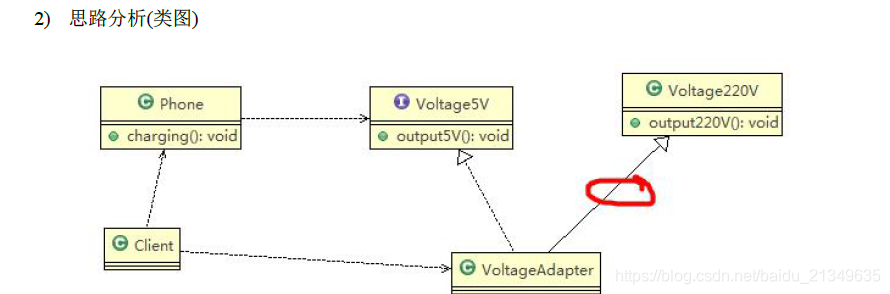 2) 思路分析(类图)
C Phone
charging(): void
I Voltage5V
output5V(): void
C Voltage220V
output220V(): void
C Client
C VoltageAdapter
https://blog.csdn.net/baidu_21349635